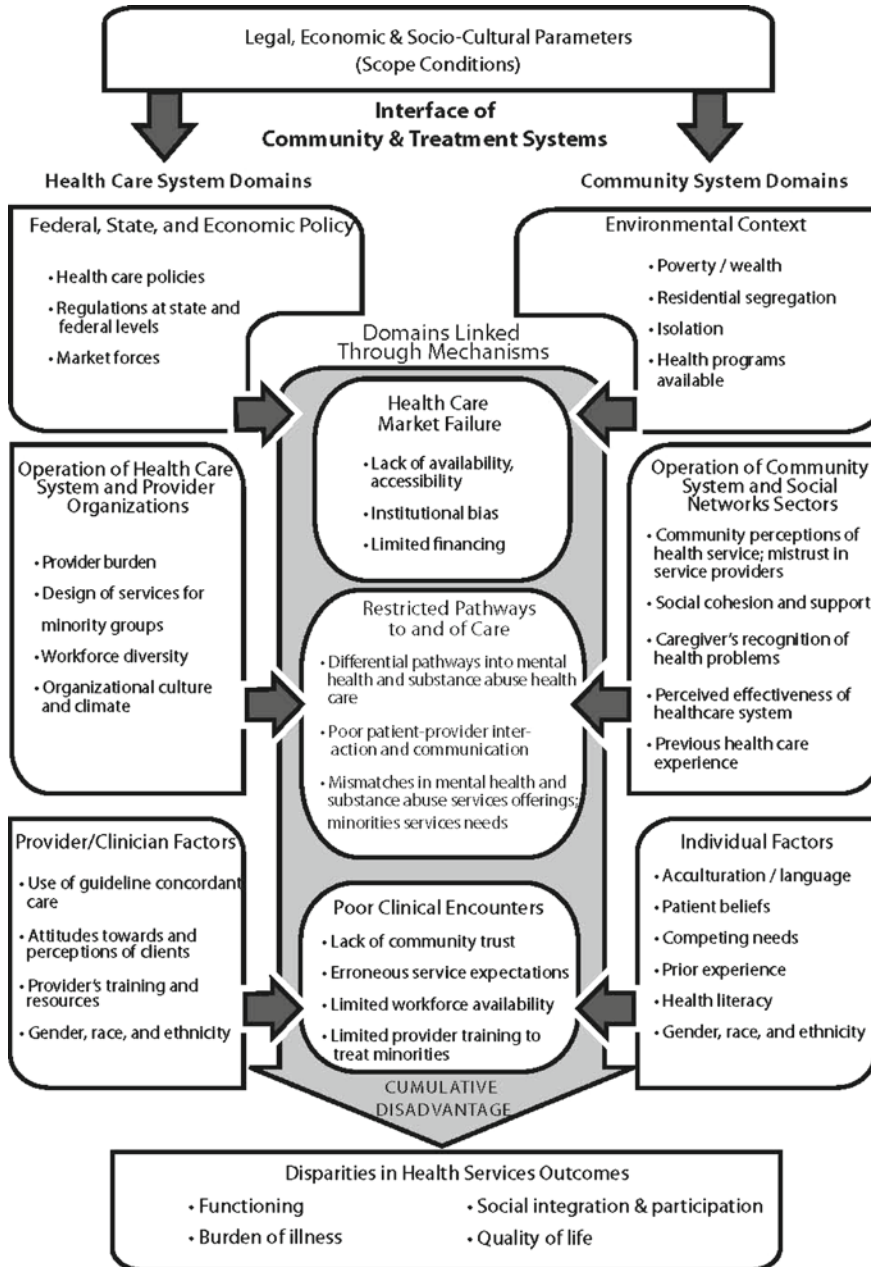 Legal, Economic & Socio-Cultural Parameters
(Scope Conditions)
Interface of
Community & Treatment Systems
Health Care System Domains
Community System Domains
Federal, State, and Economic Policy
• Health care policies
• Regulations at state and
federal levels
• Market forces
Environmental Context
• Poverty / wealth
• Residential segregation
• Isolation
• Health programs
available
Domains Linked
Through Mechanisms
Health Care
Market Failure
• Lack of availability,
accessibility
• Institutional bias
• Limited financing
Operation of Health Care
System and Provider
Organizations
• Provider burden
• Design of services for
minority groups
• Workforce diversity
• Organizational culture
and climate
Restricted Pathways
to and of Care
• Differential pathways into mental
health and substance abuse health
care
• Poor patient-provider inter-
action and communication
• Mismatches in mental health and
substance abuse services offerings;
minorities services needs
Operation of Community
System and Social
Networks Sectors
• Community perceptions of
health service; mistrust in
service providers
• Social cohesion and support
• Caregiver's recognition of
health problems
• Perceived effectiveness of
healthcare system
• Previous health care
experience
Provider/Clinician Factors
• Use of guideline concordant
care
• Attitudes towards and
perceptions of clients
• Provider's training and
resources
• Gender, race, and ethnicity
Poor Clinical Encounters
• Lack of community trust
• Erroneous service expectations
• Limited workforce availability
• Limited provider training to
treat minorities
Individual Factors
• Acculturation / language
• Patient beliefs
• Competing needs
• Prior experience
• Health literacy
• Gender, race, and ethnicity
CUMULATIVE
DISADVANTAGE
Disparities in Health Services Outcomes
• Functioning
• Burden of illness
• Social integration & participation
• Quality of life